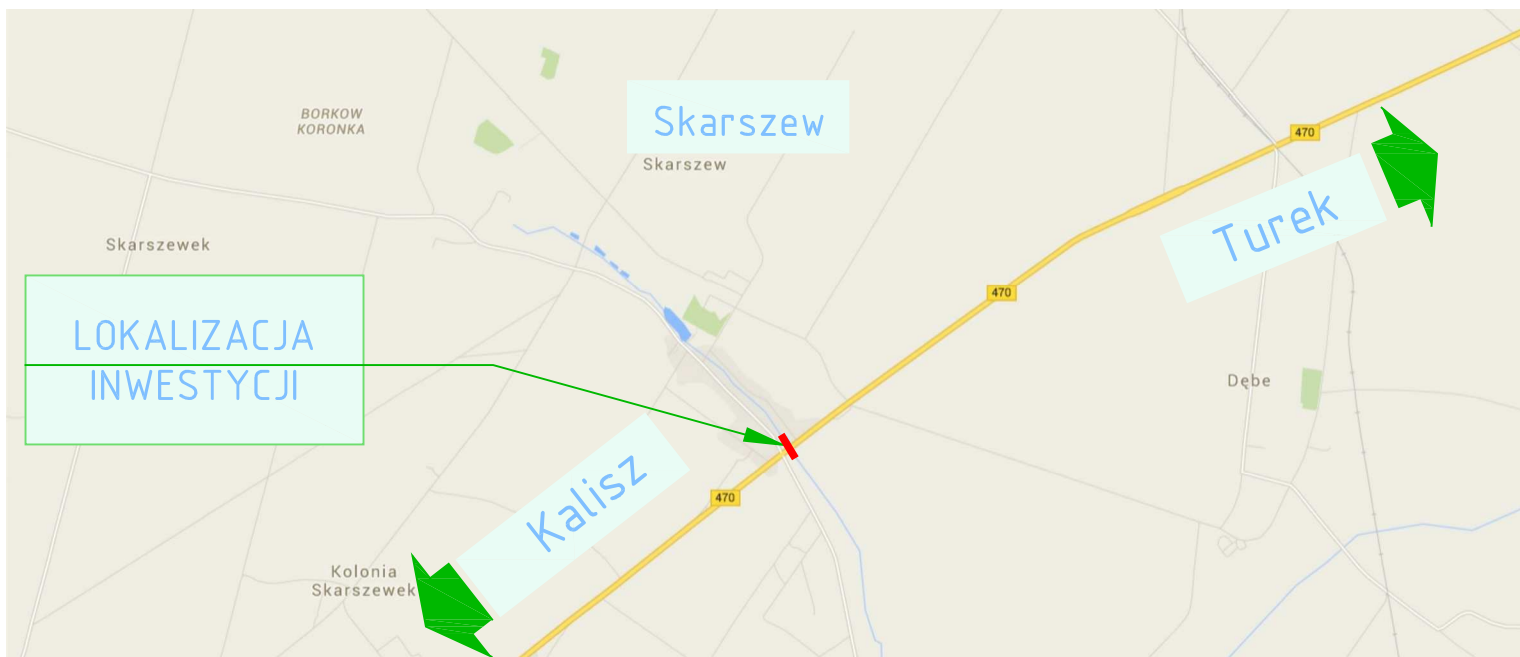 BORKOW
KORONKA
Skarszew
Skarszew
470
Turek
Skarszewek
470
LOKALIZACJA
INWESTYCJI
Dębe
Kalisz
470
Kolonia
Skarszewek